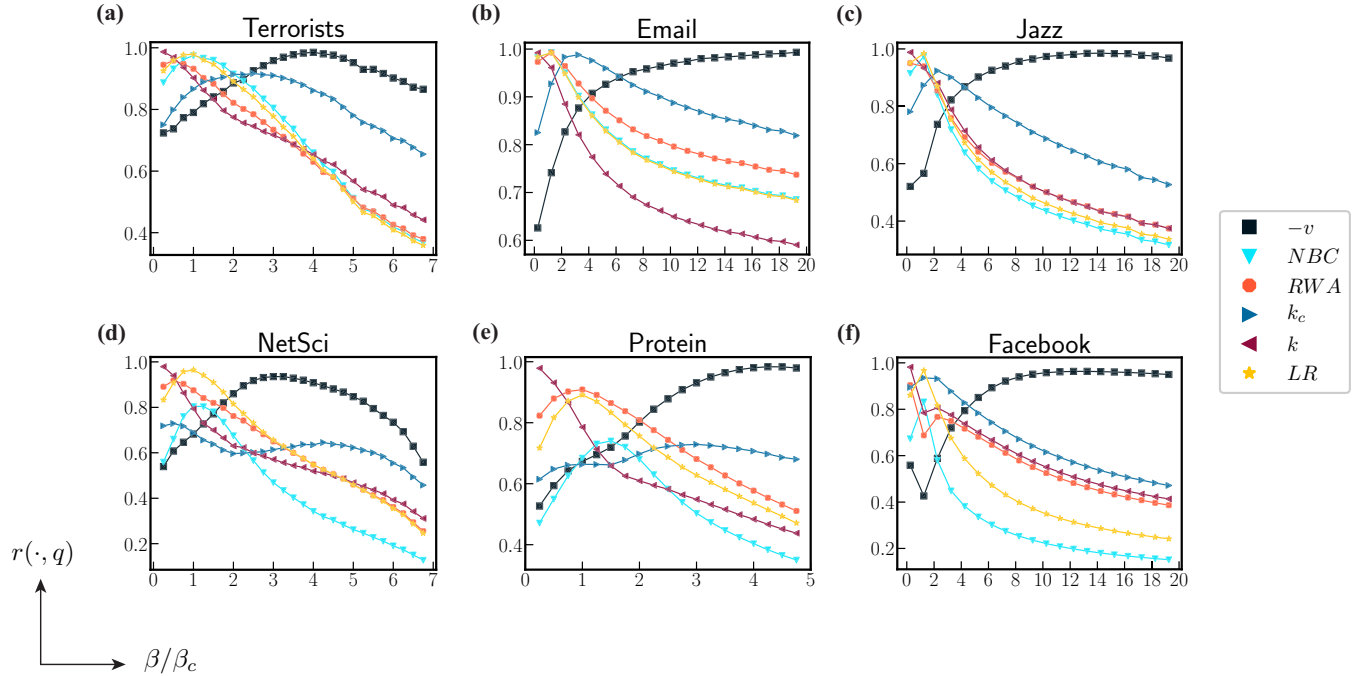 (a) Terrorists
1.0
0.8
0.6
0.4
0 1 2 3 4 5 6 7
(b) Email
1.0
0.9
0.8
0.7
0.6
0 2 4 6 8 10 12 14 16 18 20
(c) Jazz
1.0
0.8
0.6
0.4
0 2 4 6 8 10 12 14 16 18 20
(d) NetSci
1.0
0.8
0.6
0.4
0.2
0 1 2 3 4 5 6 7
(e) Protein
1.0
0.8
0.6
0.4
0 1 2 3 4 5
(f) Facebook
1.0
0.8
0.6
0.4
0.2
0 2 4 6 8 10 12 14 16 18 20
−v
NBC
RWA
k_c
k
LR
r(·, q)
β/β_c